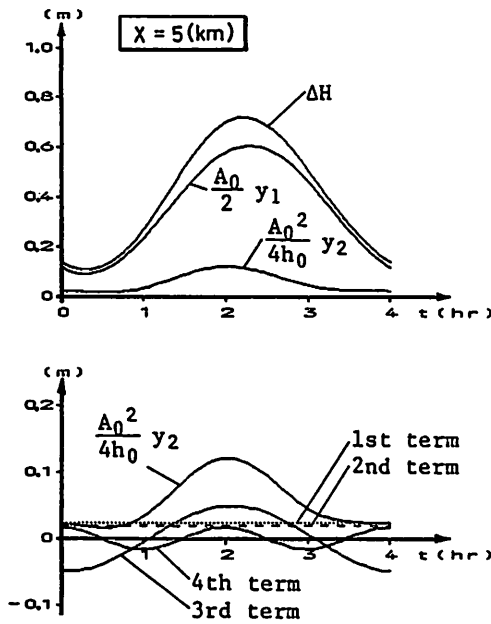 (m)
X = 5(km)
1.0
0.8
ΔH
0.6
A₀/2 y₁
0.4
A₀²/4h₀ y₂
0.2
0
0 1 2 3 4 t(hr)
(m)
0.2
A₀²/4h₀ y₂
1st term
2nd term
0.1
0
1 2 3 4 t(hr)
4th term
3rd term
-0.1